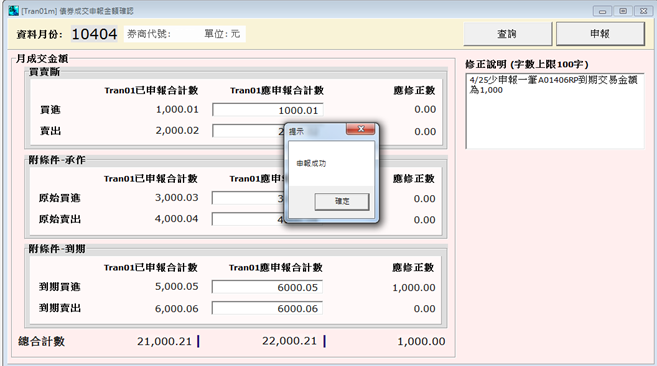 [Tran01m] 債券成交申報金額確認
資料月份: 10404 券商代號: 單位: 元 查詢 申報
月成交金額
修正說明 (字數上限100字)
4/25少申報一筆A01406RP到期交易金額
為1,000
買賣斷
Tran01已申報合計數 Tran01應申報合計數 應修正數
買進 1,000.01 1000.01 0.00
賣出 2,000.02 0.00
提示
申報成功
確定
附條件-承作
Tran01已申報合計數 Tran01應申 應修正數
原始買進 3,000.03 0.00
原始賣出 4,000.04 0.00
附條件-到期
Tran01已申報合計數 Tran01應申報合計數 應修正數
到期買進 5,000.05 6000.05 1,000.00
到期賣出 6,000.06 6000.06 0.00
總合計數 21,000.21 22,000.21 1,000.00